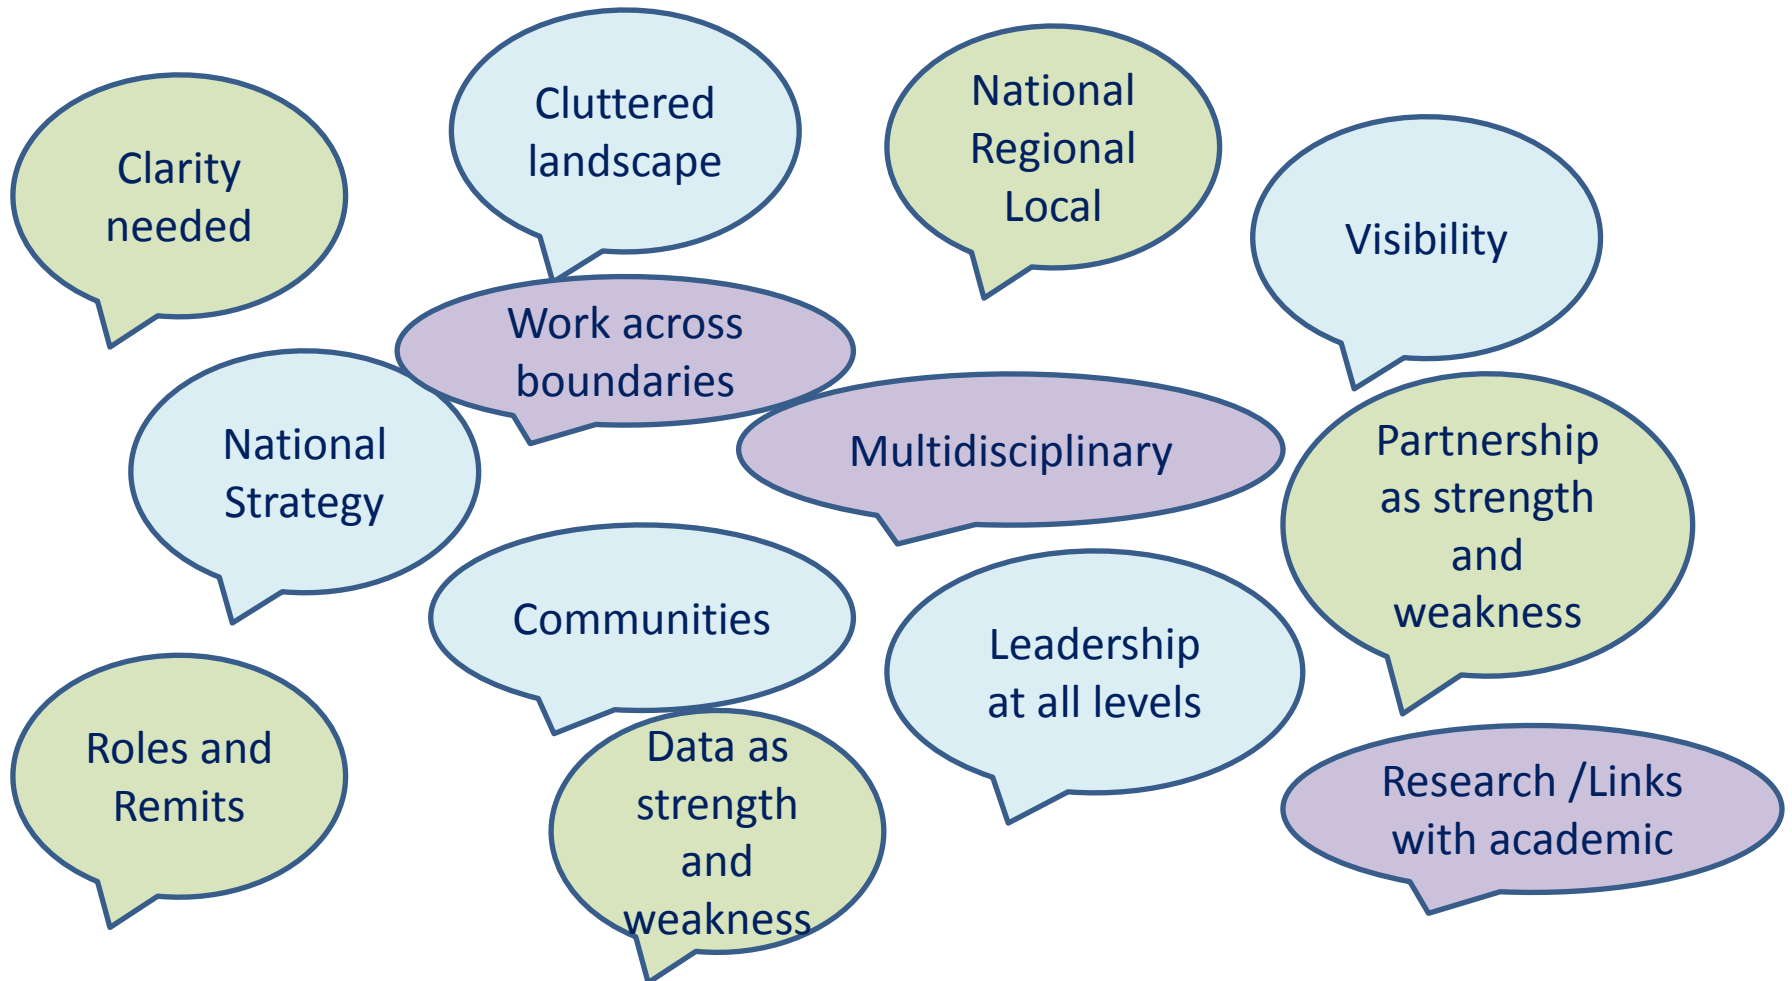 Clarity
needed
Cluttered
landscape
National
Regional
Local
Visibility
Work across
boundaries
National
Strategy
Multidisciplinary
Partnership
as strength
and
weakness
Communities
Leadership
at all levels
Roles and
Remits
Data as
strength
and
weakness
Research /Links
with academic